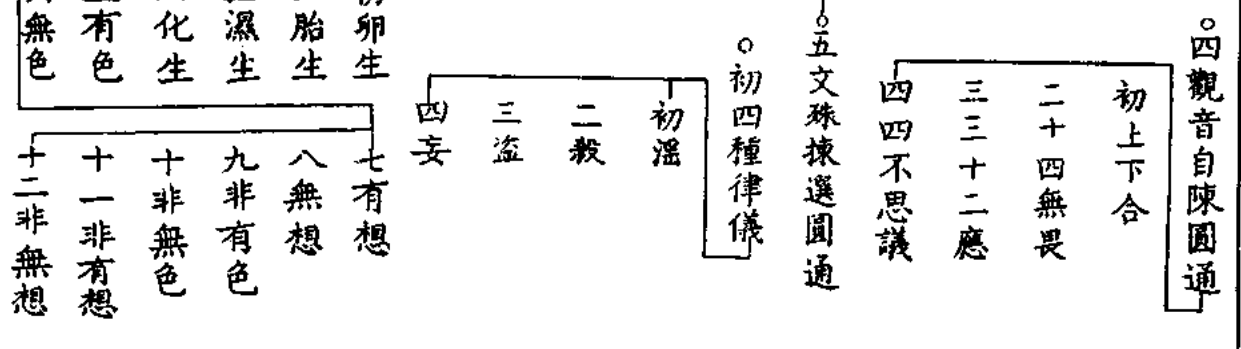 ○四觀音自陳圓通
初上下合
二十四無畏
三三十二應
四四不思議
○五文殊揀選圓通
○初四種律儀
初滛
二殺
三盜
四妄
卵生
胎生
濕生
化生
有色
無色
七有想
八無想
九非有色
十非無色
十一非有想
十二非無想